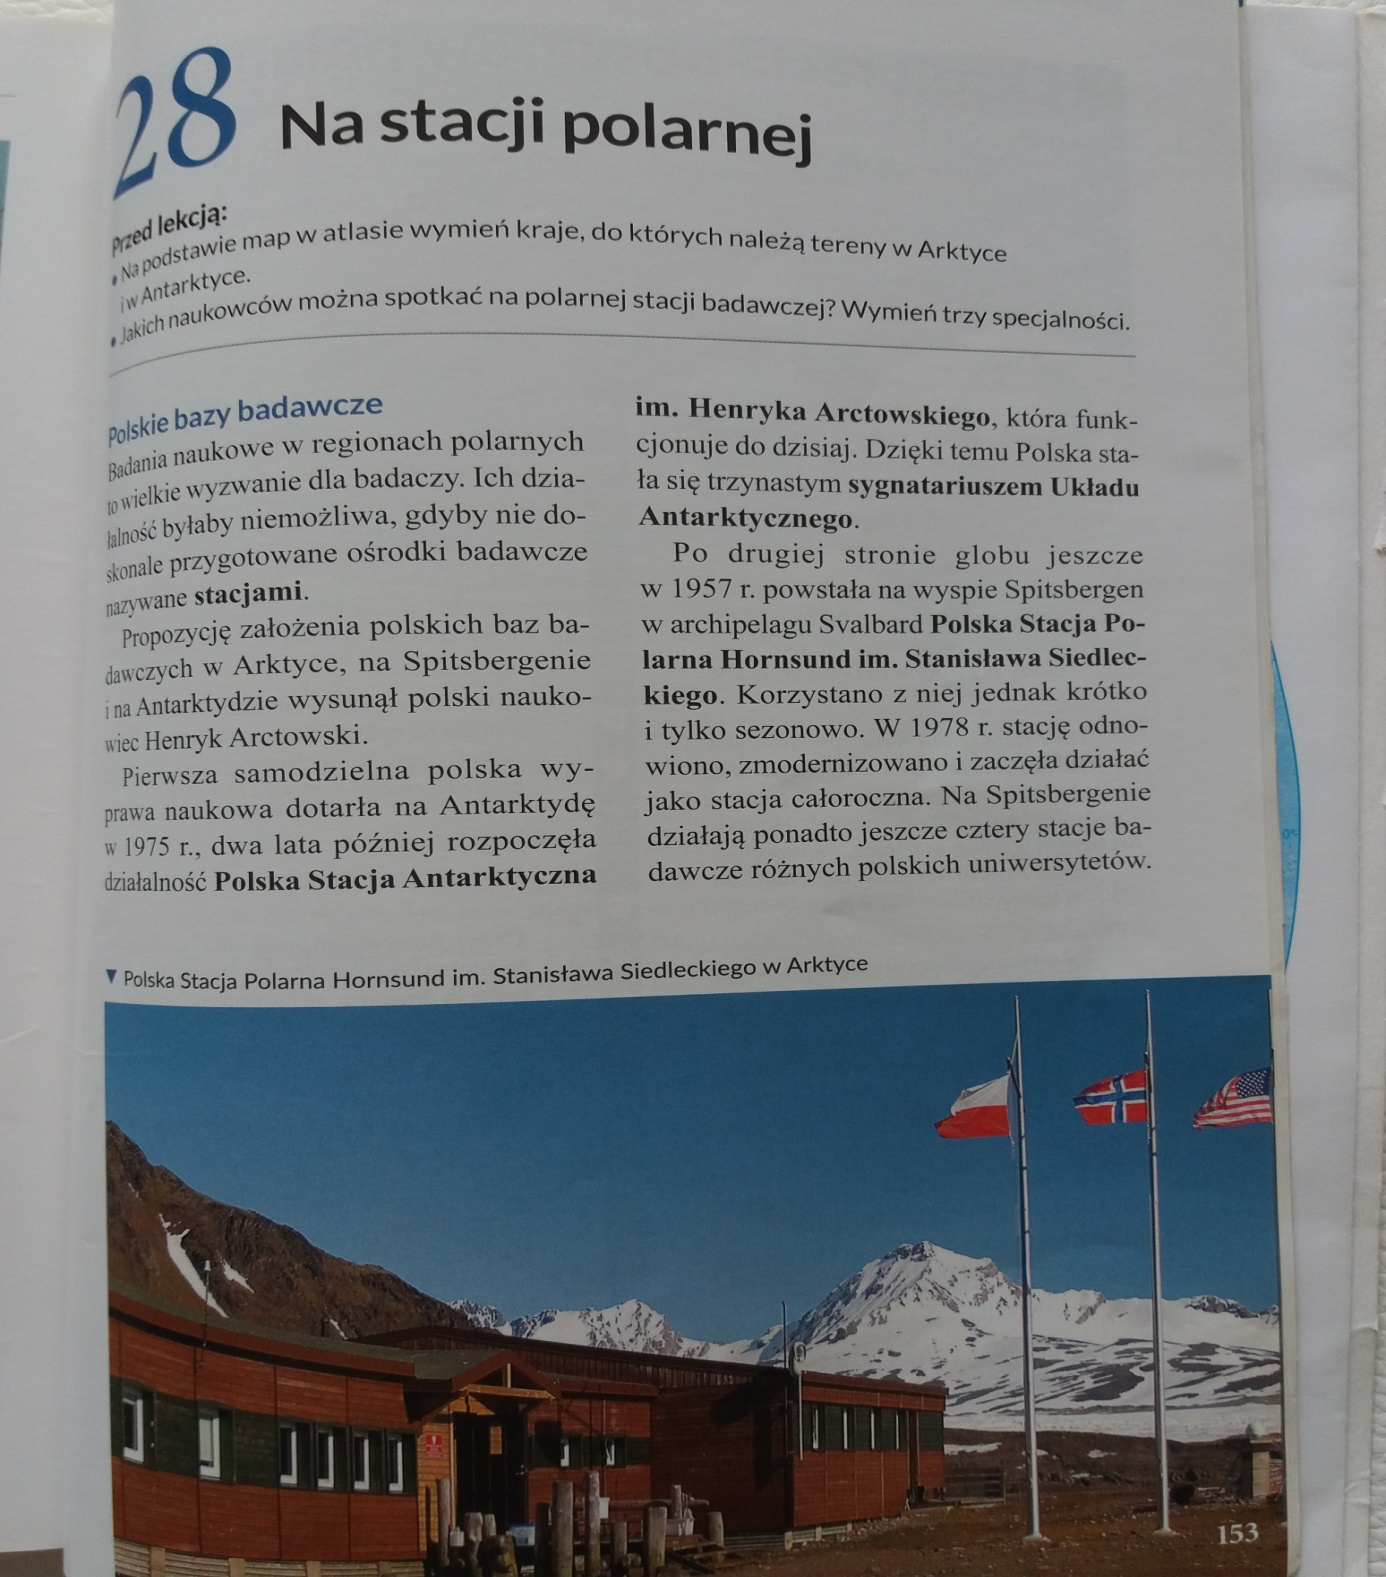 28 Na stacji polarnej
Przed lekcją:
• Na podstawie map w atlasie wymień kraje, do których należą tereny w Arktyce
i w Antarktyce.
• Jakich naukowców można spotkać na polarnej stacji badawczej? Wymień trzy specjalności.
Polskie bazy badawcze
Badania naukowe w regionach polarnych
to wielkie wyzwanie dla badaczy. Ich dzia-
łalność byłaby niemożliwa, gdyby nie do-
skonale przygotowane ośrodki badawcze
nazywane stacjami.
Propozycję założenia polskich baz ba-
dawczych w Arktyce, na Spitsbergenie
i na Antarktydzie wysunął polski nauko-
wiec Henryk Arctowski.
Pierwsza samodzielna polska wy-
prawa naukowa dotarła na Antarktydę
w 1975 r., dwa lata później rozpoczęła
działalność Polska Stacja Antarktyczna
im. Henryka Arctowskiego, która funk-
cjonuje do dzisiaj. Dzięki temu Polska sta-
ła się trzynastym sygnatariuszem Układu
Antarktycznego.
Po drugiej stronie globu jeszcze
w 1957 r. powstała na wyspie Spitsbergen
w archipelagu Svalbard Polska Stacja Po-
larna Hornsund im. Stanisława Siedlec-
kiego. Korzystano z niej jednak krótko
i tylko sezonowo. W 1978 r. stację odno-
wiono, zmodernizowano i zaczęła działać
jako stacja całoroczna. Na Spitsbergenie
działają ponadto jeszcze cztery stacje ba-
dawcze różnych polskich uniwersytetów.
▼ Polska Stacja Polarna Hornsund im. Stanisława Siedleckiego w Arktyce
0°
153